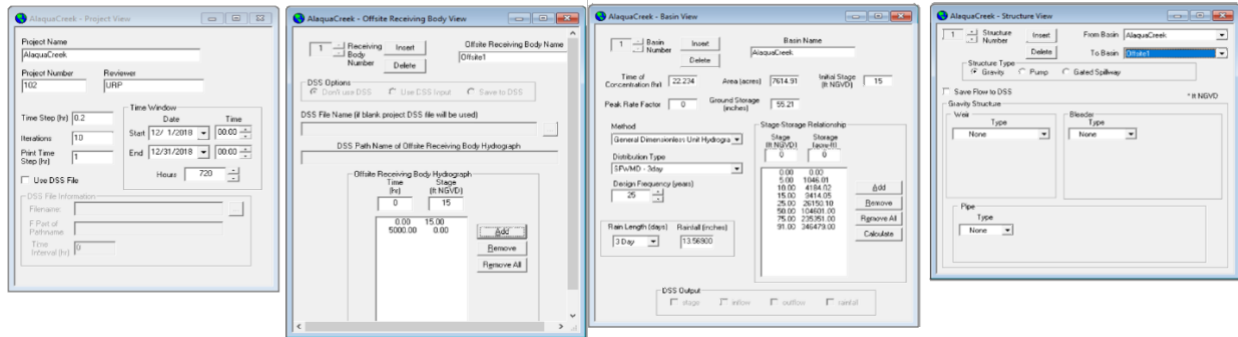 AlaquaCreek - Project View
Project Name
AlaquaCreek
Project Number
Reviewer
102
URP
Time Step (hr)
0.2
Iterations
10
Print Time
Step (hr)
1
Time Window
Date
Time
Start
12/ 1/2018
00:00
End
12/31/2018
00:00
Hours
720
Use DSS File
DSS File Information
Filename:
F Part of
Pathname:
Time
Interval (hr)
0
AlaquaCreek - Offsite Receiving Body View
1
Receiving
Body
Number
Insert
Delete
Offsite Receiving Body Name
Offsite1
DSS Options
Don't use DSS
Use DSS Input
Save to DSS
DSS File Name (if blank project DSS file will be used)
DSS Path Name of Offsite Receiving Body Hydrograph
Offsite Receiving Body Hydrograph
Time
(hr)
Stage
(ft NGVD)
0
15
0.00 15.00
5000.00 0.00
Add
Remove
Remove All
AlaquaCreek - Basin View
1
Basin
Number
Insert
Delete
Basin Name
AlaquaCreek
Time of
Concentration (hr)
22.234
Area (acres)
7614.91
Initial Stage
(ft NGVD)
15
Peak Rate Factor
0
Ground Storage
(inches)
55.21
Method
General Dimensionless Unit Hydrogra
Distribution Type
SFWMD - 3day
Design Frequency (years)
25
Rain Length (days)
Rainfall (inches)
3 Day
13.56900
Stage-Storage Relationship
Stage
(ft NGVD)
Storage
(acre-ft)
0
0
0.00 0.00
5.00 1046.01
10.00 4184.02
15.00 9414.05
25.00 26150.10
50.00 104601.00
75.00 235351.00
91.00 346479.00
Add
Remove
Remove All
Calculate
DSS Output
stage
inflow
outflow
rainfall
AlaquaCreek - Structure View
1
Structure
Number
Insert
Delete
From Basin
AlaquaCreek
To Basin
Offsite1
Structure Type
Gravity
Pump
Gated Spillway
Save Flow to DSS
* ft NGVD
Gravity Structure
Weir
Type
None
Bleeder
Type
None
Pipe
Type
None